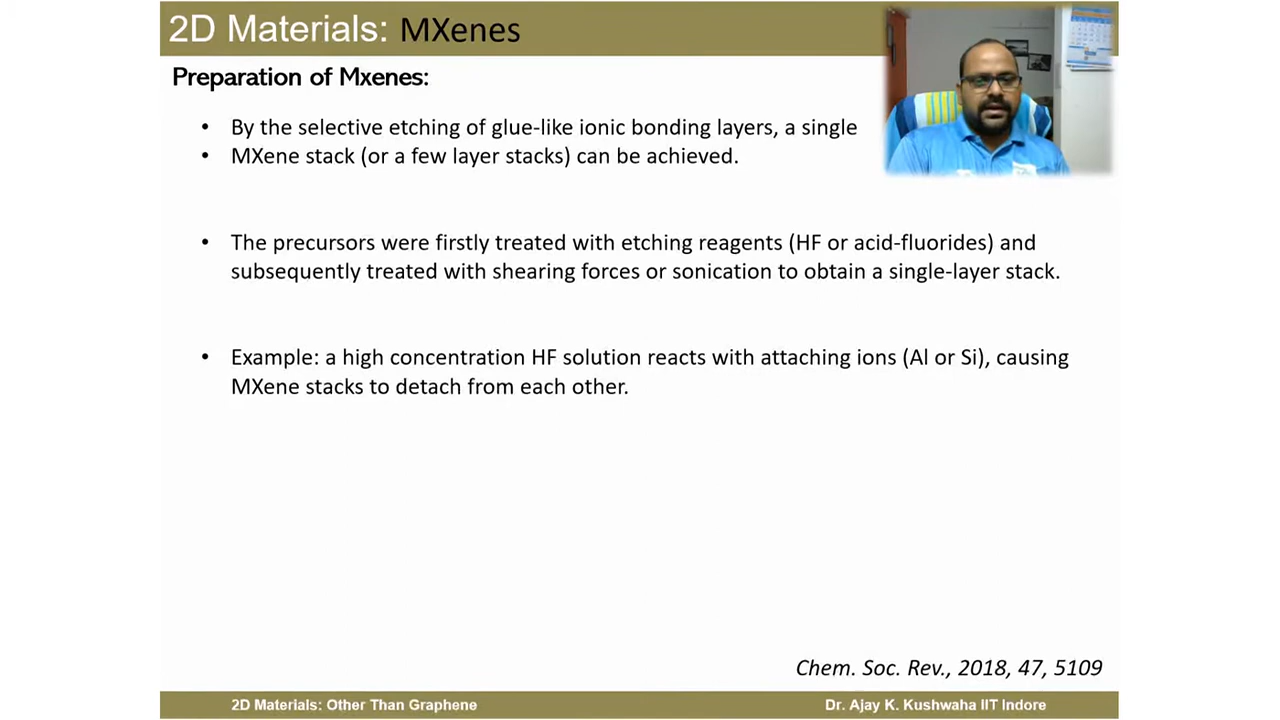 2D Materials: MXenes
Preparation of Mxenes:
• By the selective etching of glue-like ionic bonding layers, a single
• MXene stack (or a few layer stacks) can be achieved.
• The precursors were firstly treated with etching reagents (HF or acid-fluorides) and
subsequently treated with shearing forces or sonication to obtain a single-layer stack.
• Example: a high concentration HF solution reacts with attaching ions (Al or Si), causing
MXene stacks to detach from each other.
Chem. Soc. Rev., 2018, 47, 5109
2D Materials: Other Than Graphene
Dr. Ajay K. Kushwaha IIT Indore